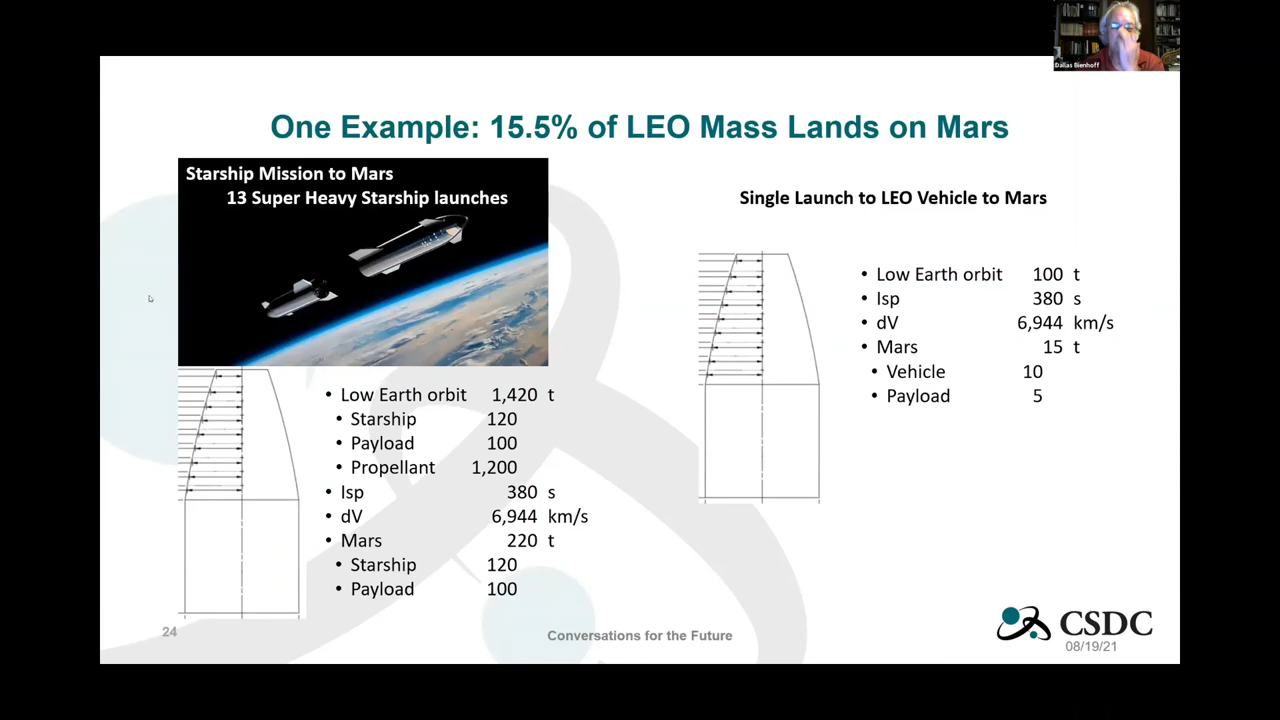 Dallas Bienhoff
One Example: 15.5% of LEO Mass Lands on Mars
Starship Mission to Mars
13 Super Heavy Starship launches
• Low Earth orbit 1,420 t
• Starship 120
• Payload 100
• Propellant 1,200
• Isp 380 s
• dV 6,944 km/s
• Mars 220 t
• Starship 120
• Payload 100
Single Launch to LEO Vehicle to Mars
• Low Earth orbit 100 t
• Isp 380 s
• dV 6,944 km/s
• Mars 15 t
• Vehicle 10
• Payload 5
24
Conversations for the Future
CSDC
08/19/21